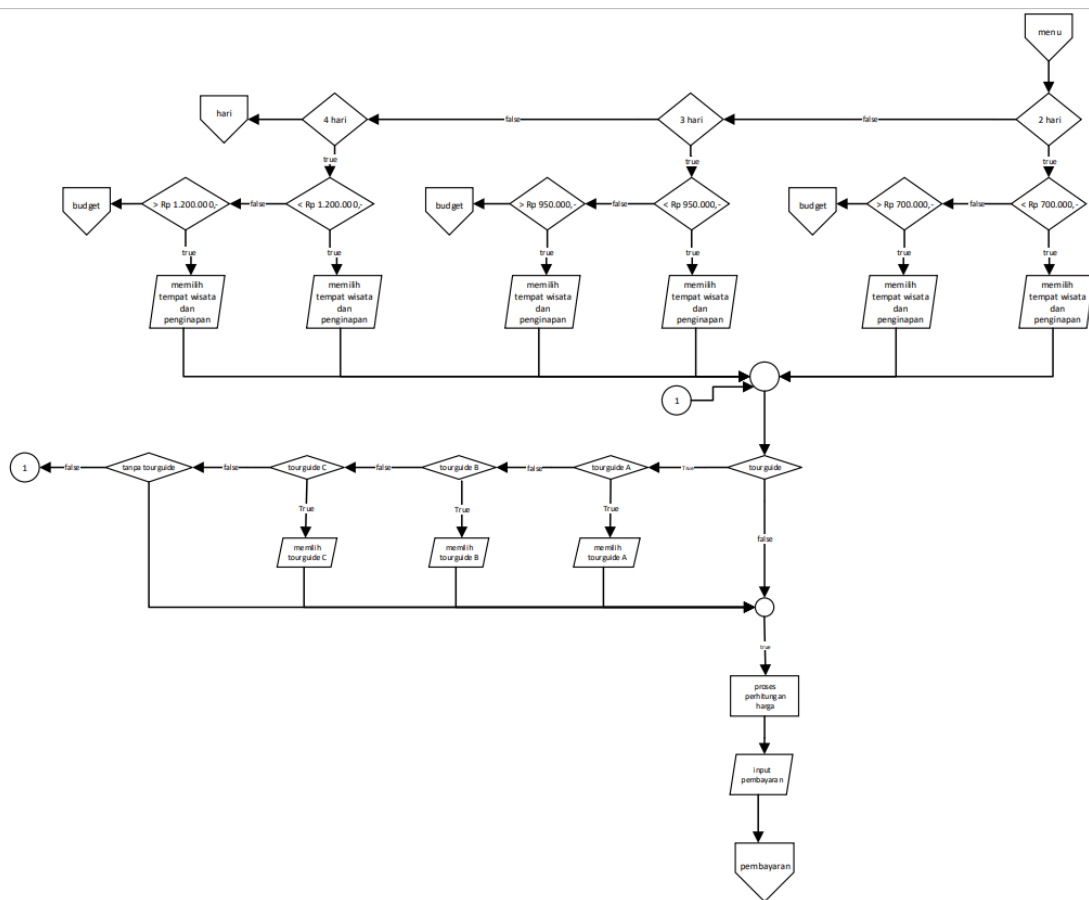 menu
hari
4 hari
false
3 hari
false
2 hari
true
true
true
budget
> Rp 1.200.000,-
false
< Rp 1.200.000,-
budget
> Rp 950.000,-
false
< Rp 950.000,-
budget
> Rp 700.000,-
false
< Rp 700.000,-
true
true
true
true
true
true
memilih
tempat wisata
dan
penginapan
memilih
tempat wisata
dan
penginapan
memilih
tempat wisata
dan
penginapan
memilih
tempat wisata
dan
penginapan
memilih
tempat wisata
dan
penginapan
memilih
tempat wisata
dan
penginapan
1
1
false
tanpa tourguide
false
tourguide C
false
tourguide B
false
tourguide A
True
tourguide
True
True
True
false
memilih
tourguide C
memilih
tourguide B
memilih
tourguide A
true
proses
perhitungan
harga
input
pembayaran
pembayaran